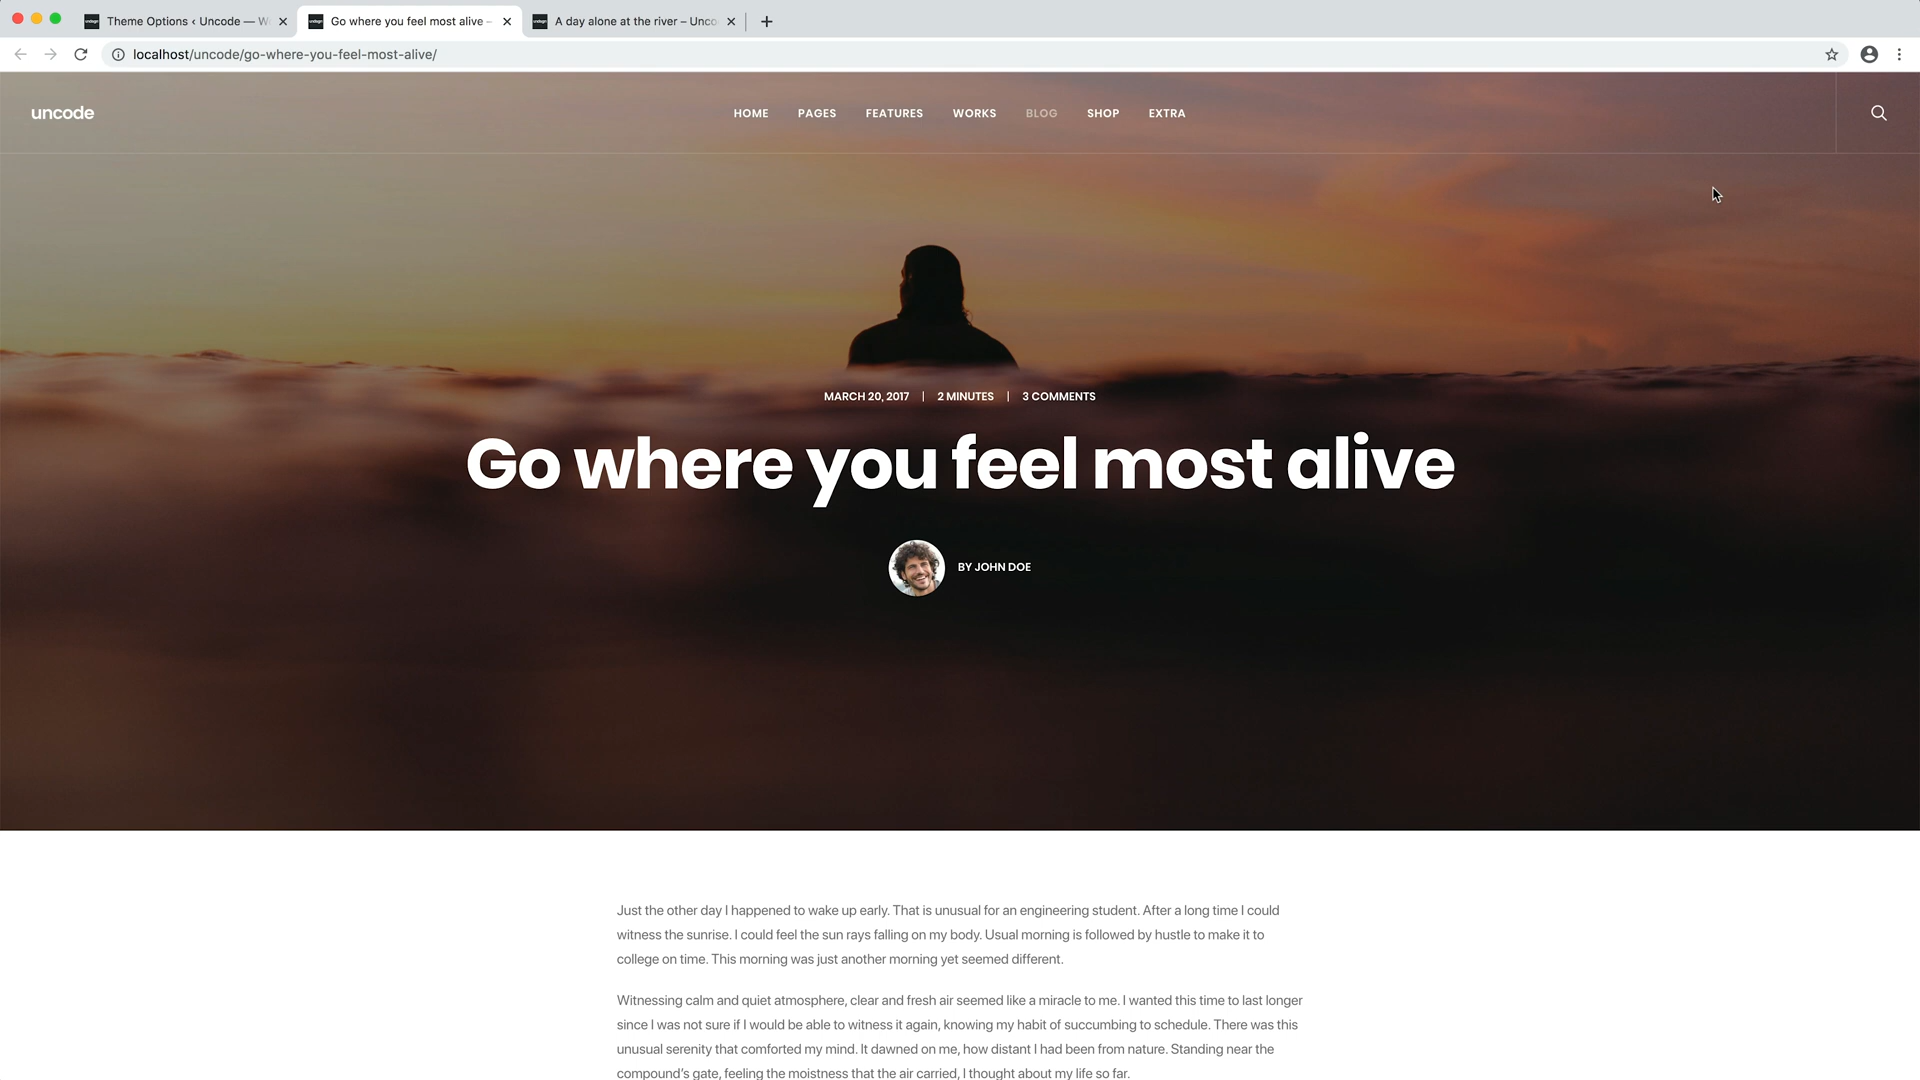 Theme Options ‹ Uncode — W
Go where you feel most alive –
A day alone at the river – Unco
localhost/uncode/go-where-you-feel-most-alive/
uncode
HOME PAGES FEATURES WORKS BLOG SHOP EXTRA
MARCH 20, 2017 | 2 MINUTES | 3 COMMENTS
Go where you feel most alive
BY JOHN DOE
Just the other day I happened to wake up early. That is unusual for an engineering student. After a long time I could
witness the sunrise. I could feel the sun rays falling on my body. Usual morning is followed by hustle to make it to
college on time. This morning was just another morning yet seemed different.
Witnessing calm and quiet atmosphere, clear and fresh air seemed like a miracle to me. I wanted this time to last longer
since I was not sure if I would be able to witness it again, knowing my habit of succumbing to schedule. There was this
unusual serenity that comforted my mind. It dawned on me, how distant I had been from nature. Standing near the
compound's gate, feeling the moistness that the air carried, I thought about my life so far.